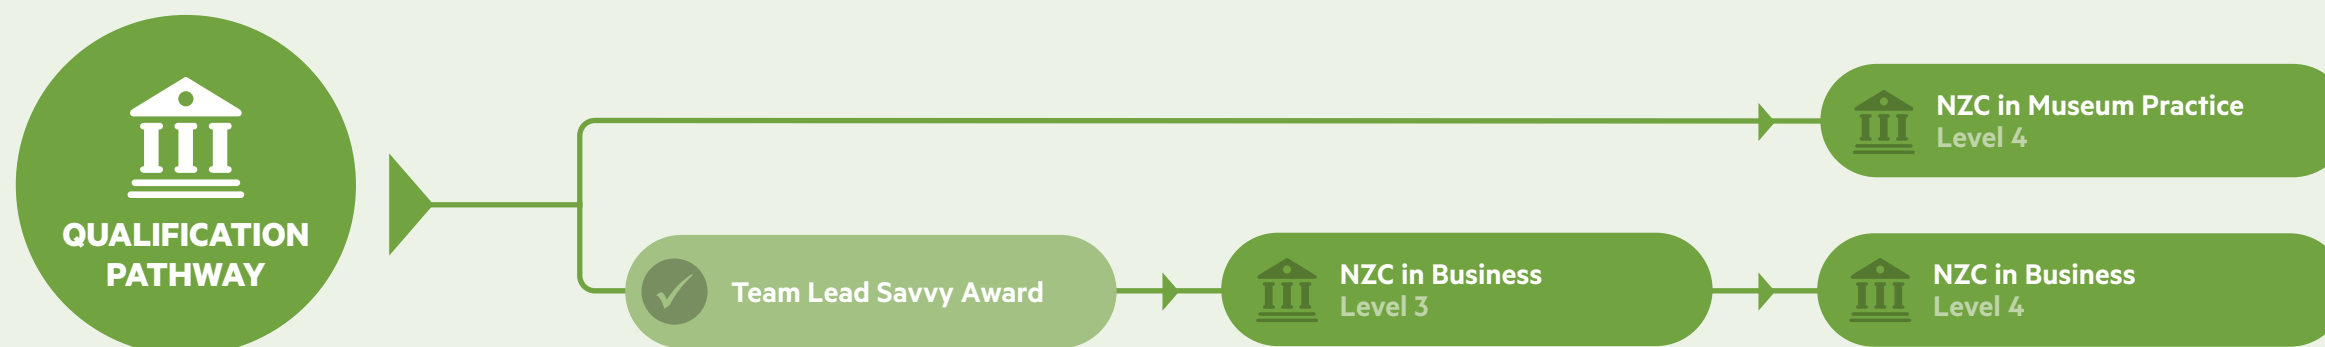 QUALIFICATION
PATHWAY
NZC in Museum Practice
Level 4
Team Lead Savvy Award
NZC in Business
Level 3
NZC in Business
Level 4